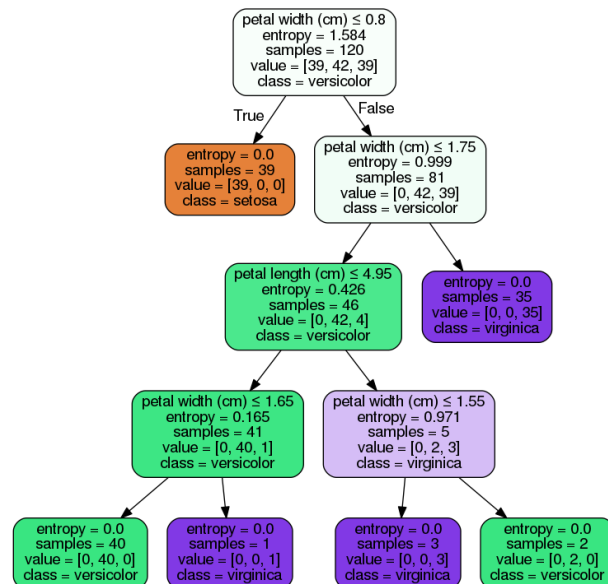 petal width (cm) ≤ 0.8
entropy = 1.584
samples = 120
value = [39, 42, 39]
class = versicolor
True
False
entropy = 0.0
samples = 39
value = [39, 0, 0]
class = setosa
petal width (cm) ≤ 1.75
entropy = 0.999
samples = 81
value = [0, 42, 39]
class = versicolor
petal length (cm) ≤ 4.95
entropy = 0.426
samples = 46
value = [0, 42, 4]
class = versicolor
entropy = 0.0
samples = 35
value = [0, 0, 35]
class = virginica
petal width (cm) ≤ 1.65
entropy = 0.165
samples = 41
value = [0, 40, 1]
class = versicolor
petal width (cm) ≤ 1.55
entropy = 0.971
samples = 5
value = [0, 2, 3]
class = virginica
entropy = 0.0
samples = 40
value = [0, 40, 0]
class = versicolor
entropy = 0.0
samples = 1
value = [0, 0, 1]
class = virginica
entropy = 0.0
samples = 3
value = [0, 0, 3]
class = virginica
entropy = 0.0
samples = 2
value = [0, 2, 0]
class = versicolor